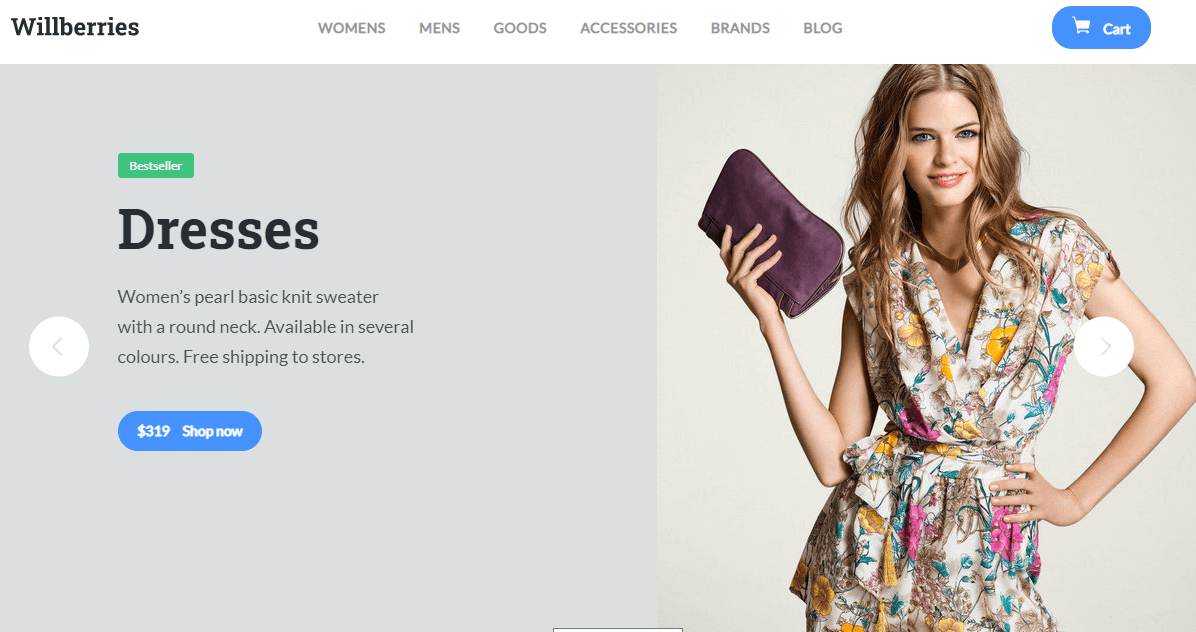 Willberries
WOMENS
MENS
GOODS
ACCESSORIES
BRANDS
BLOG
Cart
Bestseller
Dresses
Women’s pearl basic knit sweater
with a round neck. Available in several
colours. Free shipping to stores.
$319 Shop now